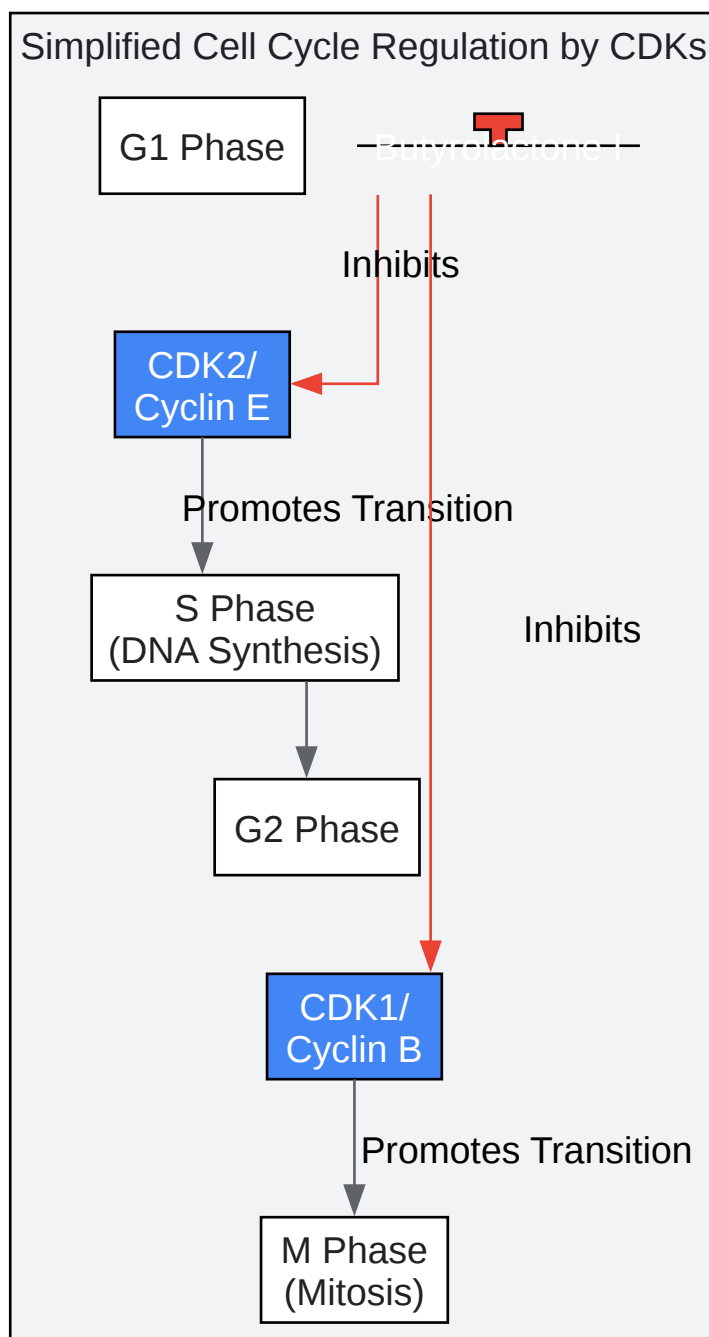 Simplified Cell Cycle Regulation by CDKs
G1 Phase
Butyrolactone I
Inhibits
CDK2/
Cyclin E
Promotes Transition
S Phase
(DNA Synthesis)
Inhibits
G2 Phase
CDK1/
Cyclin B
Promotes Transition
M Phase
(Mitosis)